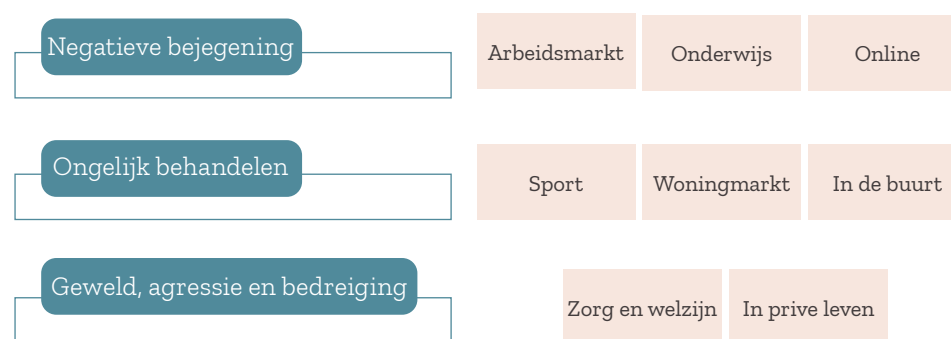 Negatieve bejegening
Arbeidsmarkt
Onderwijs
Online
Ongelijk behandelen
Sport
Woningmarkt
In de buurt
Geweld, agressie en bedreiging
Zorg en welzijn
In prive leven